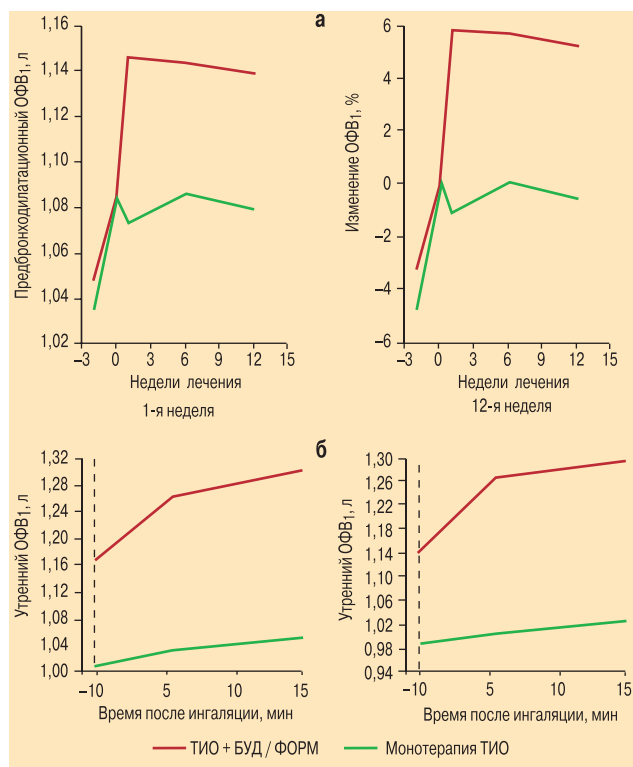 а
Предбронходилатационный ОФВ1, л
1,16
1,14
1,12
1,10
1,08
1,06
1,04
1,02
–3 0 3 6 9 12 15
Недели лечения
1-я неделя
Изменение ОФВ1, %
6
4
2
0
–2
–4
–6
–3 0 3 6 9 12 15
Недели лечения
12-я неделя
б
Утренний ОФВ1, л
1,32
1,28
1,24
1,20
1,16
1,12
1,08
1,04
1,00
–10 5 10 15
Время после ингаляции, мин
Утренний ОФВ1, л
1,30
1,26
1,22
1,18
1,14
1,10
1,06
1,02
0,98
0,94
–10 5 10 15
Время после ингаляции, мин
ТИО + БУД / ФОРМ
Монотерапия ТИО